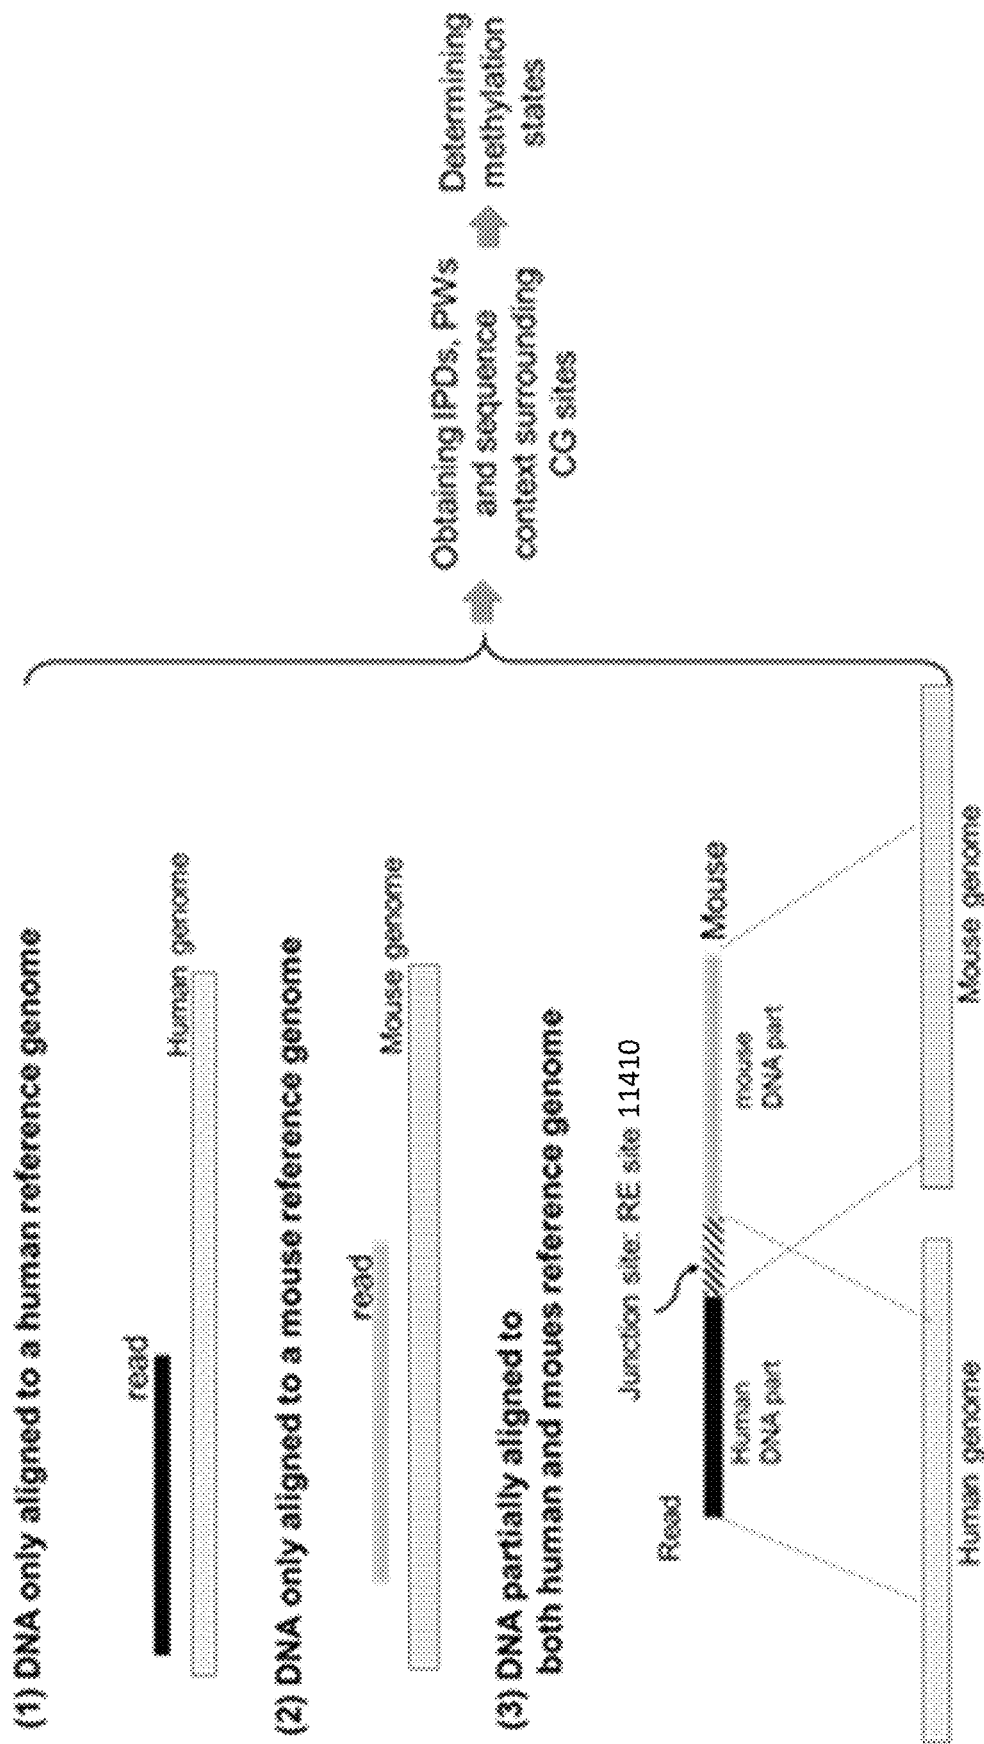 (1) DNA only aligned to a human reference genome
read
Human genome
(2) DNA only aligned to a mouse reference genome
read
Mouse genome
(3) DNA partially aligned to
both human and moues reference genome
Junction site: RE site 11410
Read
Mouse
Human
DNA part
mouse
DNA part
Human genome
Mouse genome
Obtaining IPDs, PWs
and sequence
context surrounding
CG sites
Determining
methylation
states